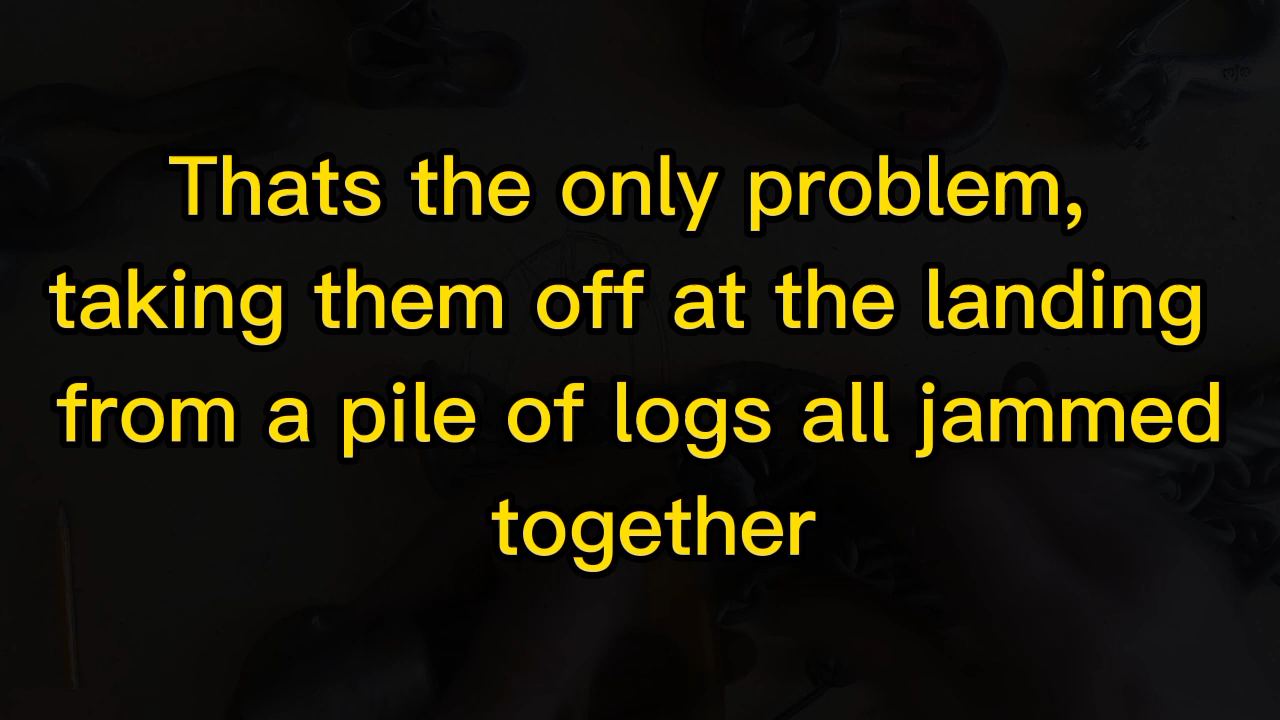 Thats the only problem,
taking them off at the landing
from a pile of logs all jammed
together